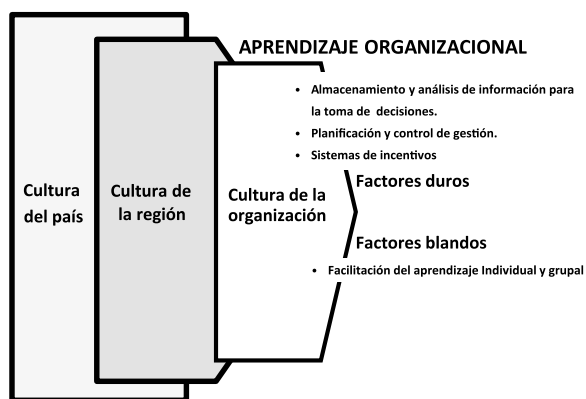 APRENDIZAJE ORGANIZACIONAL
• Almacenamiento y análisis de información para
la toma de decisiones.
• Planificación y control de gestión.
• Sistemas de incentivos
Factores duros
Cultura
del país
Cultura de
la región
Cultura de la
organización
Factores blandos
• Facilitación del aprendizaje Individual y grupal